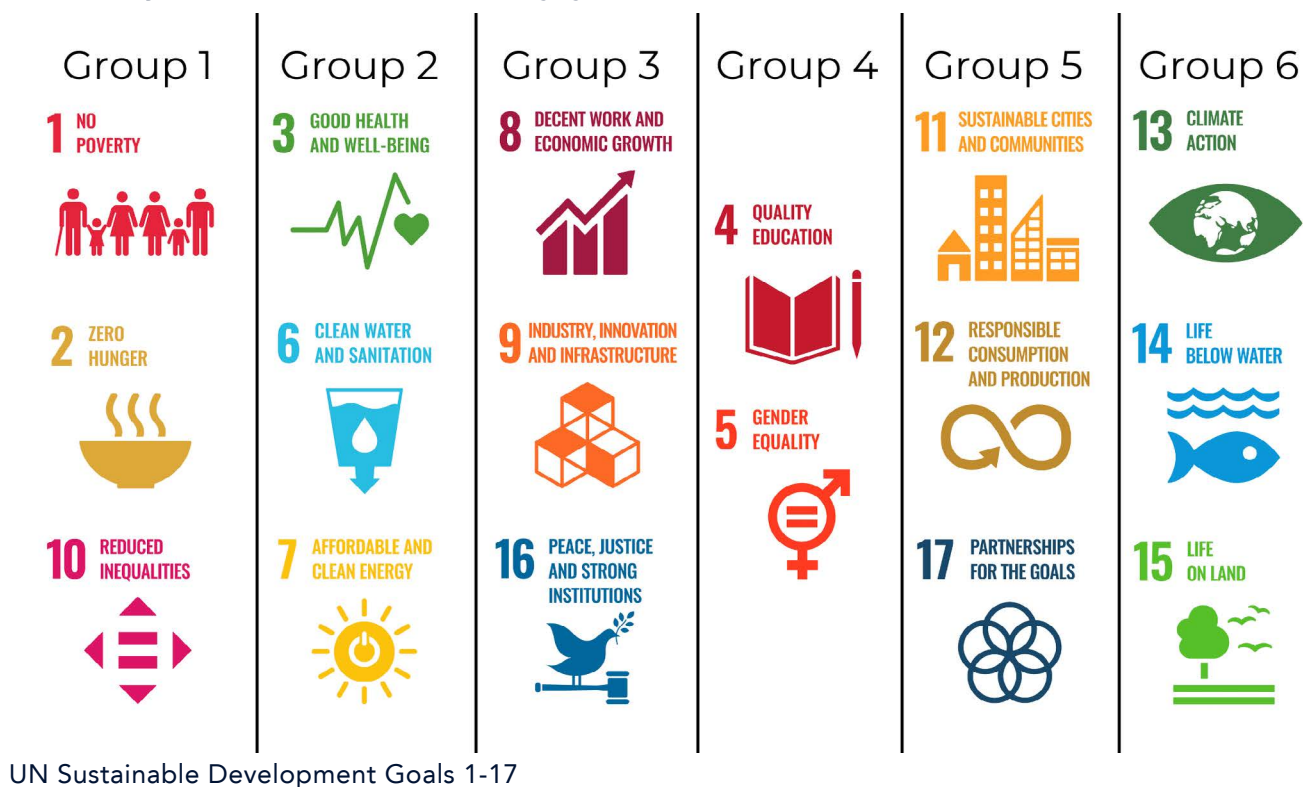 Group 1
1 NO
POVERTY
2 ZERO
HUNGER
10 REDUCED
INEQUALITIES
Group 2
3 GOOD HEALTH
AND WELL-BEING
6 CLEAN WATER
AND SANITATION
7 AFFORDABLE AND
CLEAN ENERGY
Group 3
8 DECENT WORK AND
ECONOMIC GROWTH
9 INDUSTRY, INNOVATION
AND INFRASTRUCTURE
16 PEACE, JUSTICE
AND STRONG
INSTITUTIONS
Group 4
4 QUALITY
EDUCATION
5 GENDER
EQUALITY
Group 5
11 SUSTAINABLE CITIES
AND COMMUNITIES
12 RESPONSIBLE
CONSUMPTION
AND PRODUCTION
17 PARTNERSHIPS
FOR THE GOALS
Group 6
13 CLIMATE
ACTION
14 LIFE
BELOW WATER
15 LIFE
ON LAND
UN Sustainable Development Goals 1-17